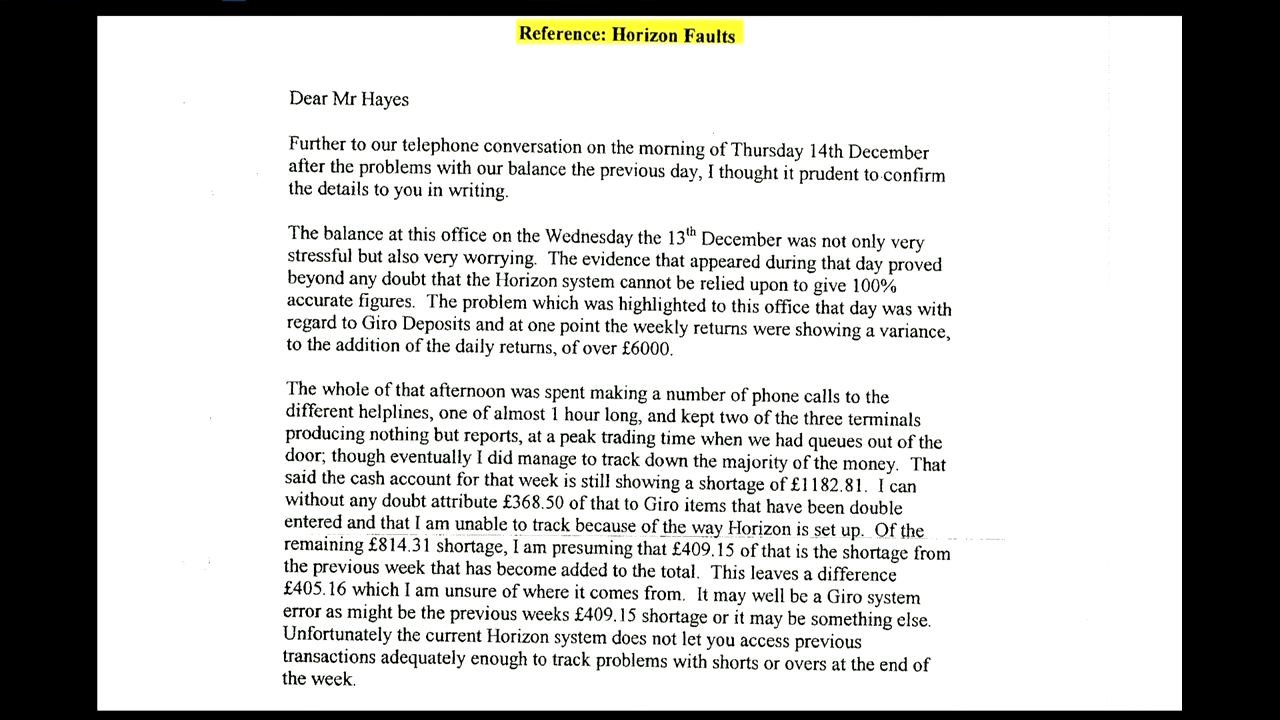 Reference: Horizon Faults
Dear Mr Hayes
Further to our telephone conversation on the morning of Thursday 14th December
after the problems with our balance the previous day, I thought it prudent to confirm
the details to you in writing.
The balance at this office on the Wednesday the 13th December was not only very
stressful but also very worrying. The evidence that appeared during that day proved
beyond any doubt that the Horizon system cannot be relied upon to give 100%
accurate figures. The problem which was highlighted to this office that day was with
regard to Giro Deposits and at one point the weekly returns were showing a variance,
to the addition of the daily returns, of over £6000.
The whole of that afternoon was spent making a number of phone calls to the
different helplines, one of almost 1 hour long, and kept two of the three terminals
producing nothing but reports, at a peak trading time when we had queues out of the
door; though eventually I did manage to track down the majority of the money. That
said the cash account for that week is still showing a shortage of £1182.81. I can
without any doubt attribute £368.50 of that to Giro items that have been double
entered and that I am unable to track because of the way Horizon is set up. Of the
remaining £814.31 shortage, I am presuming that £409.15 of that is the shortage from
the previous week that has become added to the total. This leaves a difference
£405.16 which I am unsure of where it comes from. It may well be a Giro system
error as might be the previous weeks £409.15 shortage or it may be something else.
Unfortunately the current Horizon system does not let you access previous
transactions adequately enough to track problems with shorts or overs at the end of
the week.